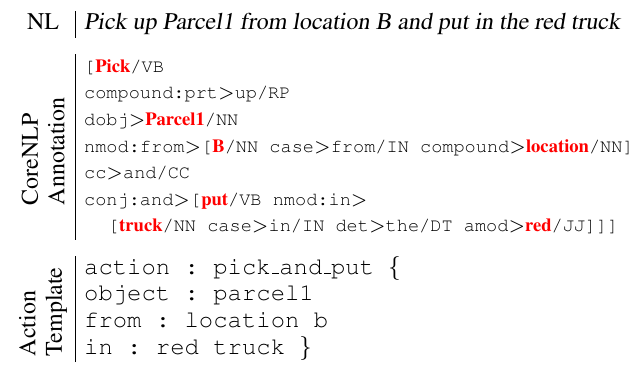 NL Pick up Parcel1 from location B and put in the red truck
CoreNLP
Annotation
[Pick/VB
compound:prt>up/RP
dobj>Parcel1/NN
nmod:from>[B/NN case>from/IN compound>location/NN]
cc>and/CC
conj:and>[put/VB nmod:in>
[truck/NN case>in/IN det>the/DT amod>red/JJ]]]
Action
Template
action : pick_and_put {
object : parcel1
from : location b
in : red truck }